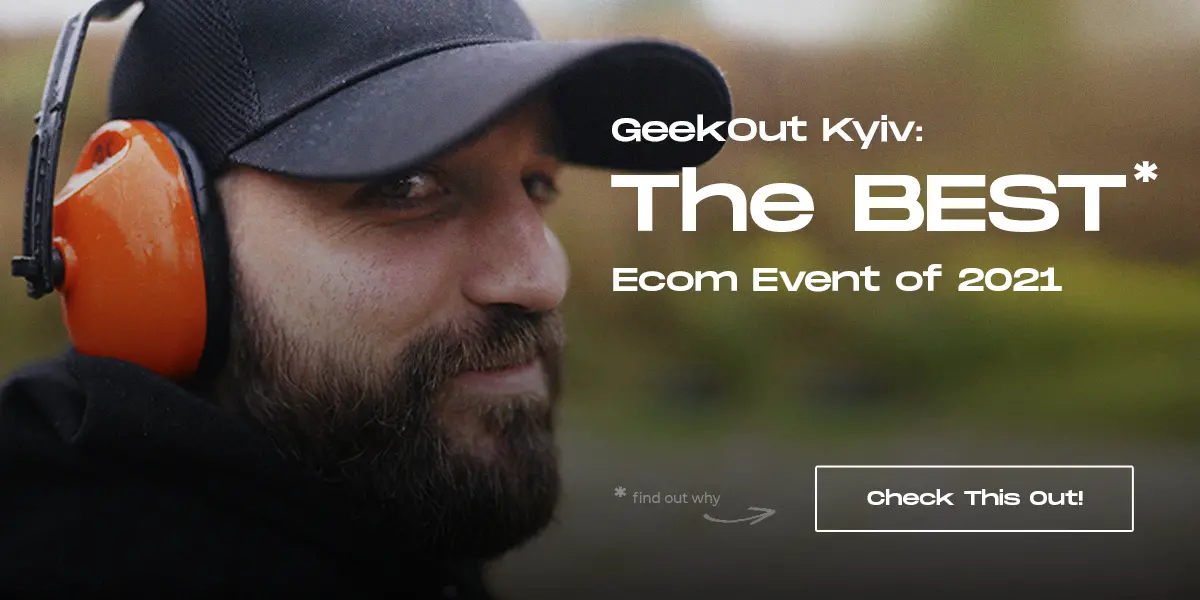 GeekOut Kyiv:
The BEST*
Ecom Event of 2021
* find out why
Check This Out!